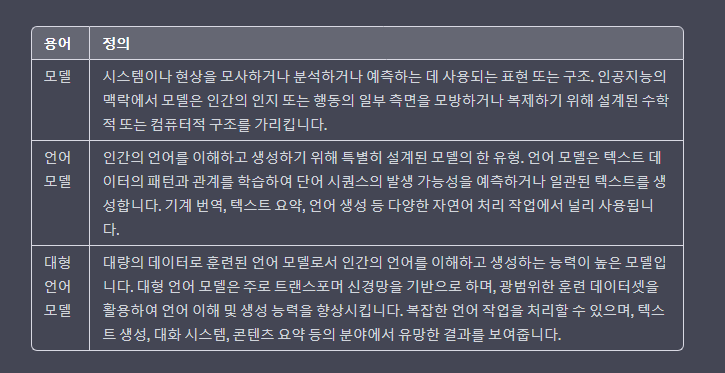 용어 정의
모델 시스템이나 현상을 모사하거나 분석하거나 예측하는 데 사용되는 표현 또는 구조. 인공지능의
맥락에서 모델은 인간의 인지 또는 행동의 일부 측면을 모방하거나 복제하기 위해 설계된 수학
적 또는 컴퓨터적 구조를 가리킵니다.
언어 인간의 언어를 이해하고 생성하기 위해 특별히 설계된 모델의 한 유형. 언어 모델은 텍스트 데
모델 이터의 패턴과 관계를 학습하여 단어 시퀀스의 발생 가능성을 예측하거나 일관된 텍스트를 생
성합니다. 기계 번역, 텍스트 요약, 언어 생성 등 다양한 자연어 처리 작업에서 널리 사용됩니
다.
대형 대량의 데이터로 훈련된 언어 모델로서 인간의 언어를 이해하고 생성하는 능력이 높은 모델입
언어 니다. 대형 언어 모델은 주로 트랜스포머 신경망을 기반으로 하며, 광범위한 훈련 데이터셋을
모델 활용하여 언어 이해 및 생성 능력을 향상시킵니다. 복잡한 언어 작업을 처리할 수 있으며, 텍스
트 생성, 대화 시스템, 콘텐츠 요약 등의 분야에서 유망한 결과를 보여줍니다.